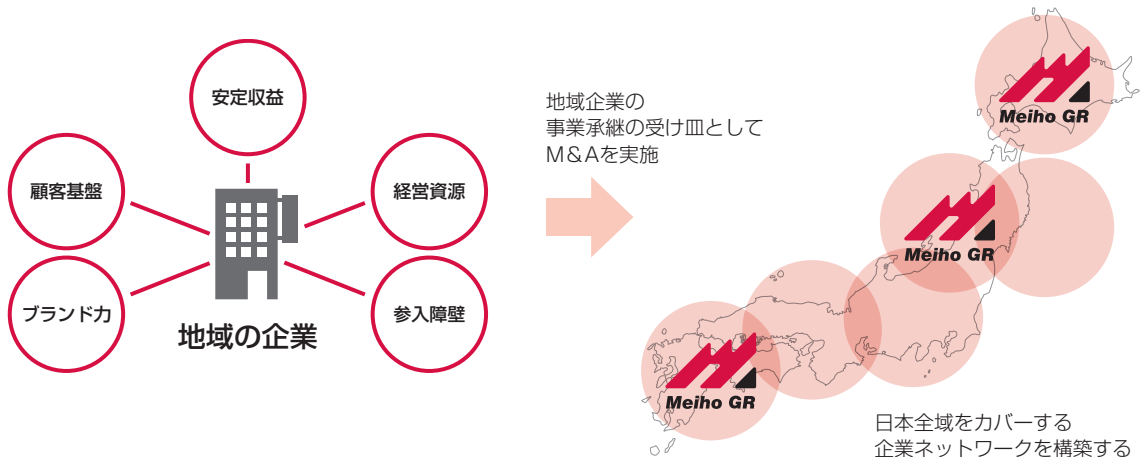 安定収益
顧客基盤
経営資源
ブランド力
参入障壁
地域の企業
地域企業の
事業承継の受け皿として
M&Aを実施
Meiho GR
Meiho GR
Meiho GR
日本全域をカバーする
企業ネットワークを構築する